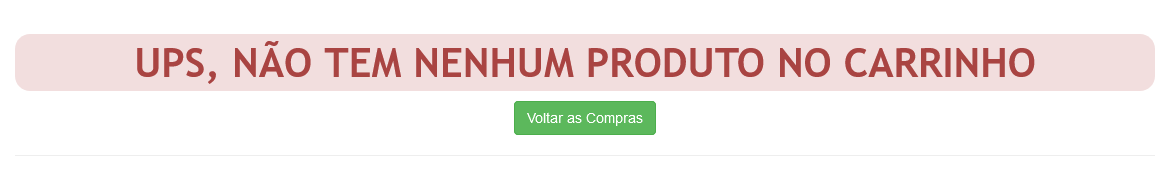 UPS, NÃO TEM NENHUM PRODUTO NO CARRINHO
Voltar as Compras